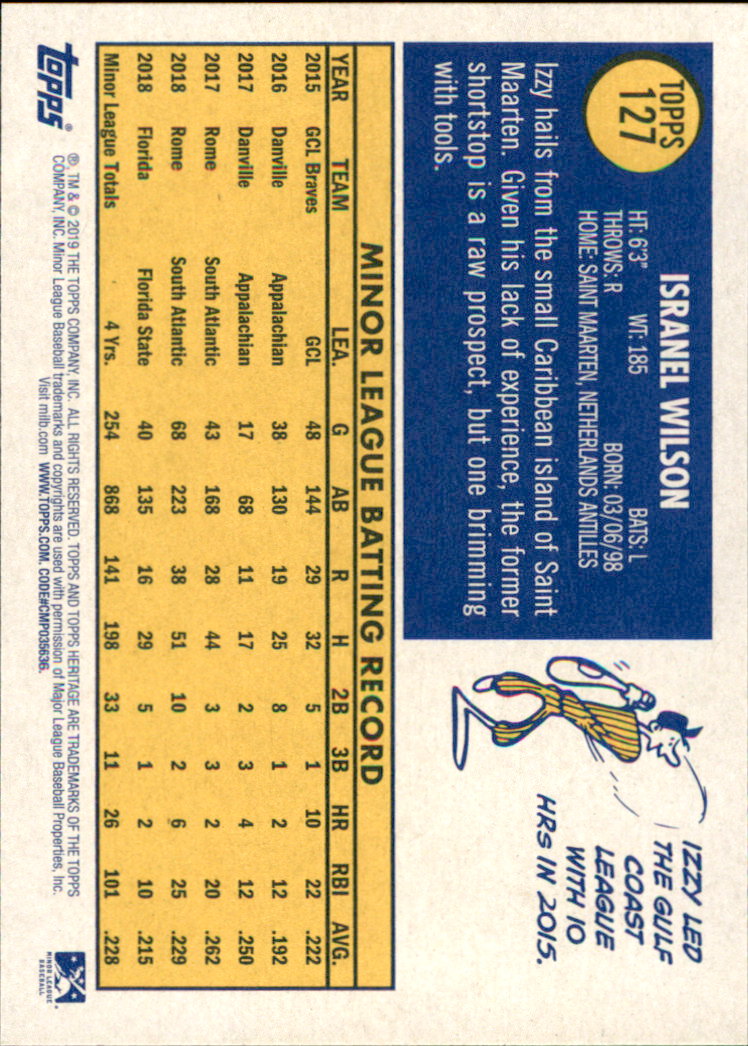 TOPPS
127
ISRANEL WILSON
HT: 6'3" WT: 185 BATS: L
THROWS: R BORN: 03/06/98
HOME: SAINT MAARTEN, NETHERLANDS ANTILLES
Izzy hails from the small Caribbean island of Saint
Maarten. Given his lack of experience, the former
shortstop is a raw prospect, but one brimming
with tools.
IZZY LED
THE GULF
COAST
LEAGUE
WITH 10
HRS IN 2015.
MINOR LEAGUE BATTING RECORD
YEAR TEAM LEA. G AB R H 2B 3B HR RBI AVG.
2015 GCL Braves GCL 48 144 29 32 5 1 10 22 .222
2016 Danville Appalachian 38 130 19 25 8 1 2 12 .192
2017 Danville Appalachian 17 68 11 17 2 3 4 12 .250
2017 Rome South Atlantic 43 168 28 44 3 3 2 20 .262
2018 Rome South Atlantic 68 223 38 51 10 2 6 25 .229
2018 Florida Florida State 40 135 16 29 5 1 2 10 .215
Minor League Totals 4 Yrs. 254 868 141 198 33 11 26 101 .228
topps®
®, TM & © 2019 THE TOPPS COMPANY, INC. ALL RIGHTS RESERVED. TOPPS AND TOPPS HERITAGE ARE TRADEMARKS OF THE TOPPS
COMPANY, INC. Minor League Baseball trademarks and copyrights are used with permission of Major League Baseball Properties, Inc.
Visit milb.com WWW.TOPPS.COM. CODE#CMP035636.
MINOR LEAGUE
BASEBALL